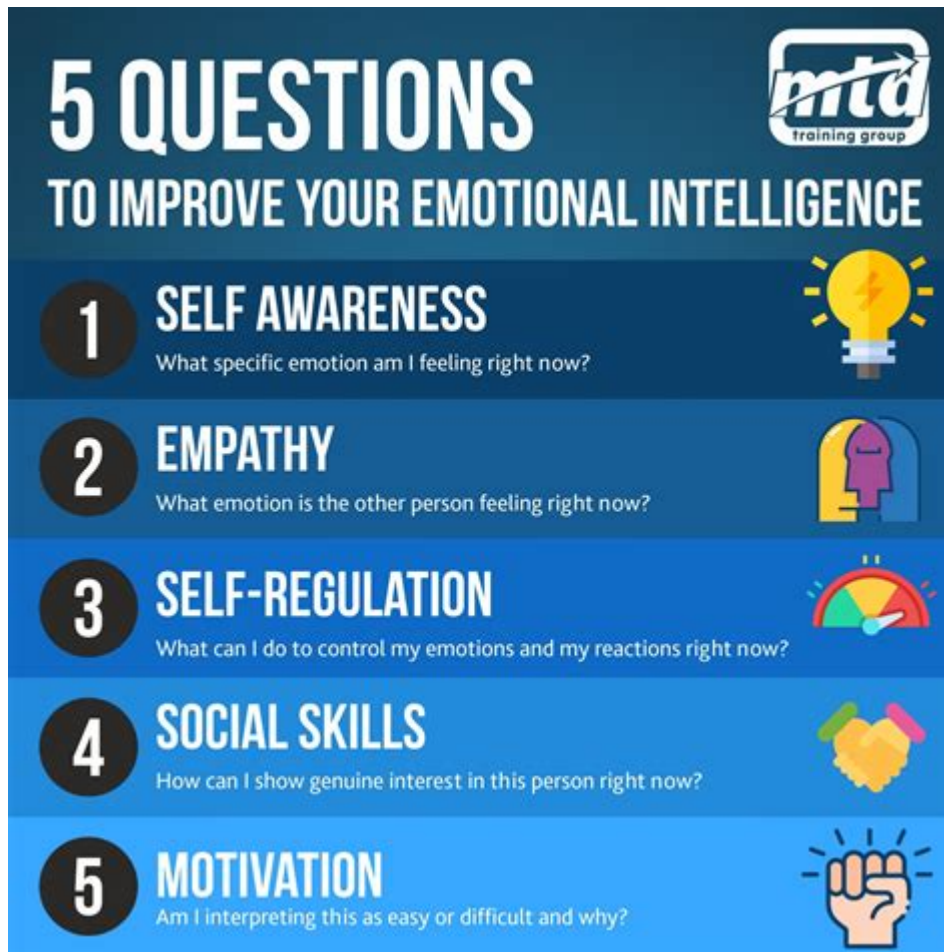 5 QUESTIONS
mtd
training group
TO IMPROVE YOUR EMOTIONAL INTELLIGENCE
1
SELF AWARENESS
What specific emotion am I feeling right now?
2
EMPATHY
What emotion is the other person feeling right now?
3
SELF-REGULATION
What can I do to control my emotions and my reactions right now?
4
SOCIAL SKILLS
How can I show genuine interest in this person right now?
5
MOTIVATION
Am I interpreting this as easy or difficult and why?